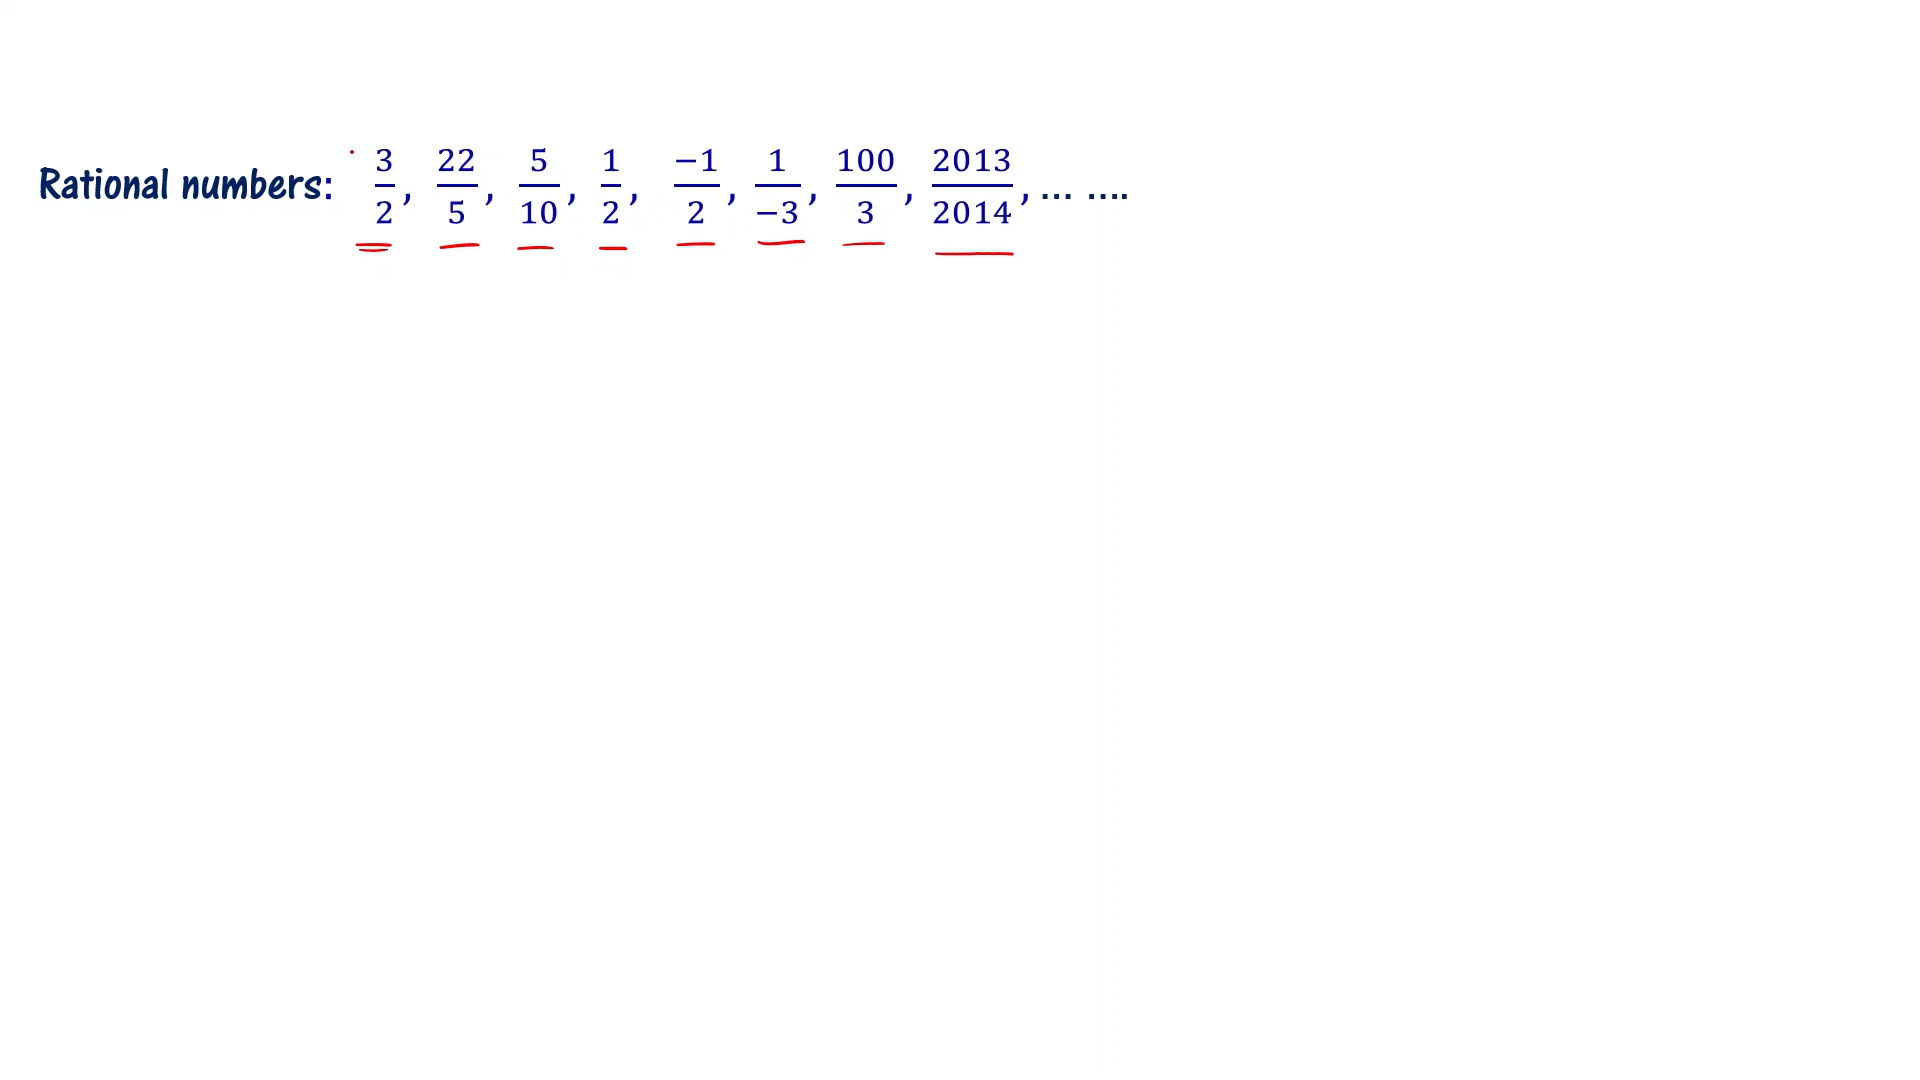 Rational numbers: 3/2, 22/5, 5/10, 1/2, −1/2, 1/−3, 100/3, 2013/2014, … ….